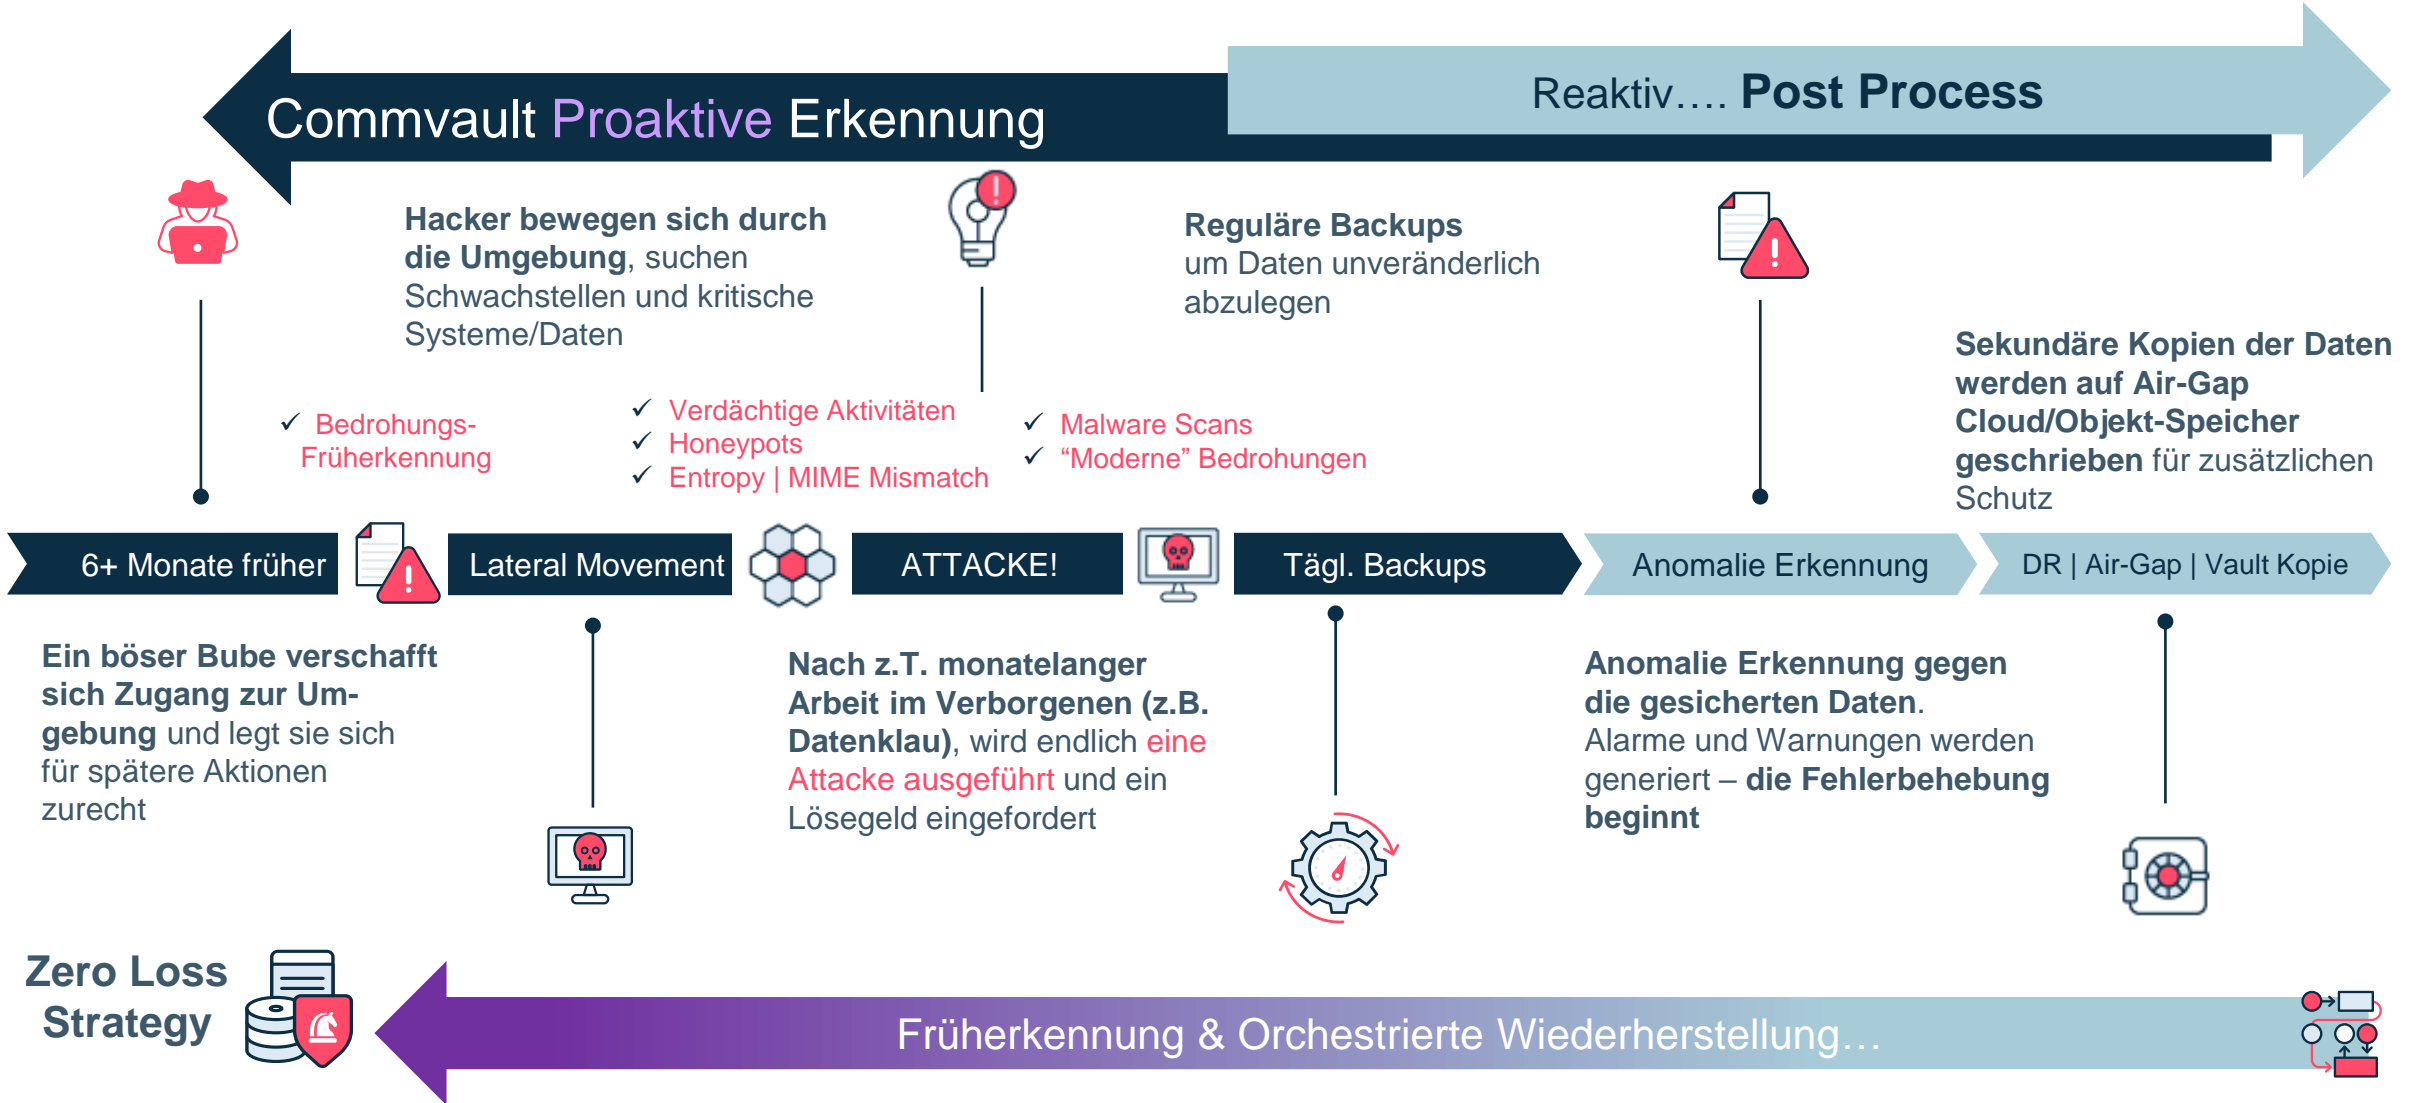 Commvault Proaktive Erkennung
Reaktiv…. Post Process
Hacker bewegen sich durch
die Umgebung, suchen
Schwachstellen und kritische
Systeme/Daten
Reguläre Backups
um Daten unveränderlich
abzulegen
Sekundäre Kopien der Daten
werden auf Air-Gap
Cloud/Objekt-Speicher
geschrieben für zusätzlichen
Schutz
✓ Bedrohungs-
Früherkennung
✓ Verdächtige Aktivitäten
✓ Honeypots
✓ Entropy | MIME Mismatch
✓ Malware Scans
✓ “Moderne” Bedrohungen
6+ Monate früher
Lateral Movement
ATTACKE!
Tägl. Backups
Anomalie Erkennung
DR | Air-Gap | Vault Kopie
Ein böser Bube verschafft
sich Zugang zur Um-
gebung und legt sie sich
für spätere Aktionen
zurecht
Nach z.T. monatelanger
Arbeit im Verborgenen (z.B.
Datenklau), wird endlich eine
Attacke ausgeführt und ein
Lösegeld eingefordert
Anomalie Erkennung gegen
die gesicherten Daten.
Alarme und Warnungen werden
generiert – die Fehlerbehebung
beginnt
Zero Loss
Strategy
Früherkennung & Orchestrierte Wiederherstellung…